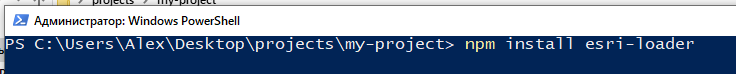 projects
my-project
Администратор: Windows PowerShell
PS C:\Users\Alex\Desktop\projects\my-project> npm install esri-loader